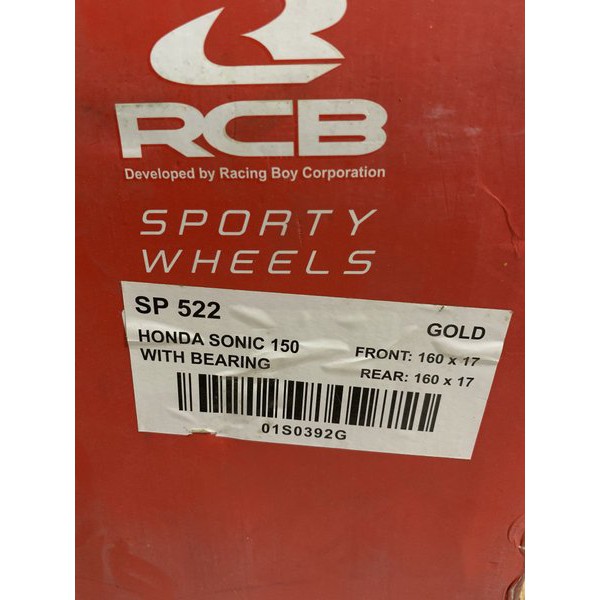 RCB
Developed by Racing Boy Corporation
SPORTY
WHEELS
SP 522
GOLD
HONDA SONIC 150
WITH BEARING
FRONT: 160 x 17
REAR: 160 x 17
01S0392G